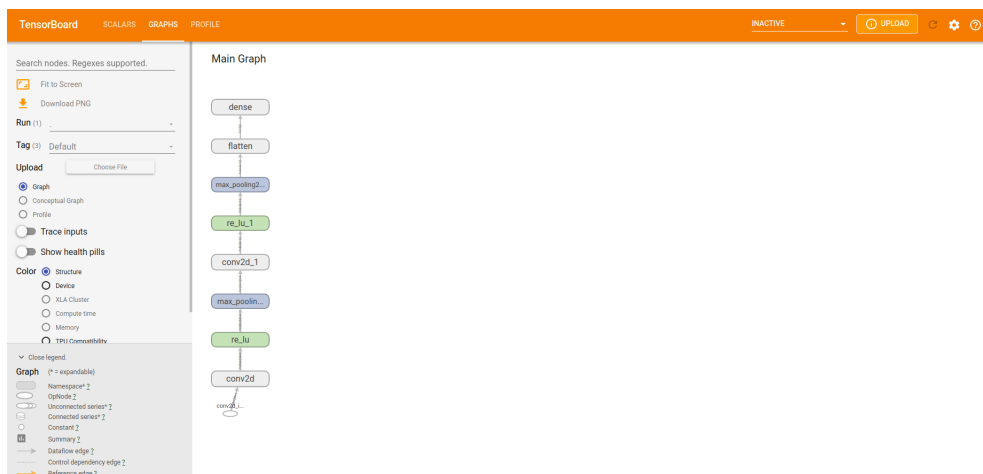 TensorBoard SCALARS GRAPHS PROFILE INACTIVE UPLOAD
Search nodes. Regexes supported.
Fit to Screen
Download PNG
Run (1) .
Tag (3) Default
Upload Choose File
Graph
Conceptual Graph
Profile
Trace inputs
Show health pills
Color Structure
Device
XLA Cluster
Compute time
Memory
TPU Compatibility
Close legend.
Graph (* = expandable)
Namespace* ?
OpNode ?
Unconnected series* ?
Connected series* ?
Constant ?
Summary ?
Dataflow edge ?
Control dependency edge ?
Reference edge ?
Main Graph
dense
flatten
max_pooling2...
re_lu_1
conv2d_1
max_poolin...
re_lu
conv2d
conv2d_i...